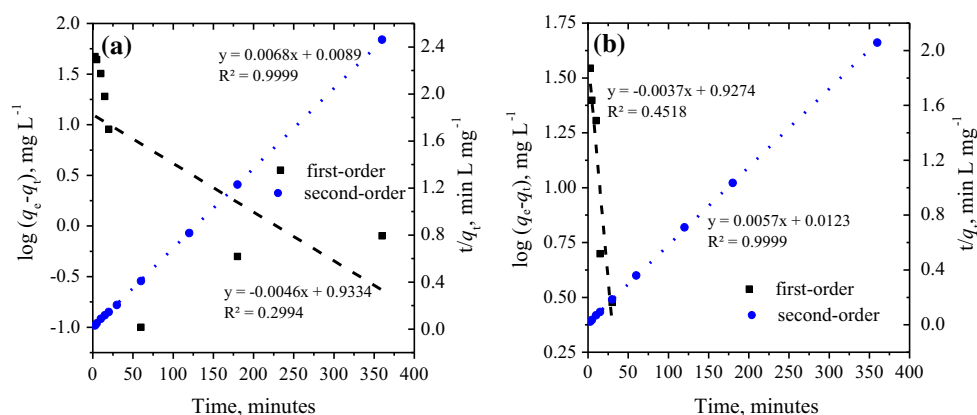 (a)
y = 0.0068x + 0.0089
R² = 0.9999
first-order
second-order
y = -0.0046x + 0.9334
R² = 0.2994
log (qe-qt), mg L-1
2.0
1.5
1.0
0.5
0.0
-0.5
-1.0
t/qt, min L mg-1
2.4
2.0
1.6
1.2
0.8
0.4
0.0
0 50 100 150 200 250 300 350 400
Time, minutes
(b)
y = -0.0037x + 0.9274
R² = 0.4518
y = 0.0057x + 0.0123
R² = 0.9999
first-order
second-order
log (qe-qt), mg L-1
1.75
1.50
1.25
1.00
0.75
0.50
0.25
t/qt, min L mg-1
2.0
1.6
1.2
0.8
0.4
0.0
0 50 100 150 200 250 300 350 400
Time, minutes